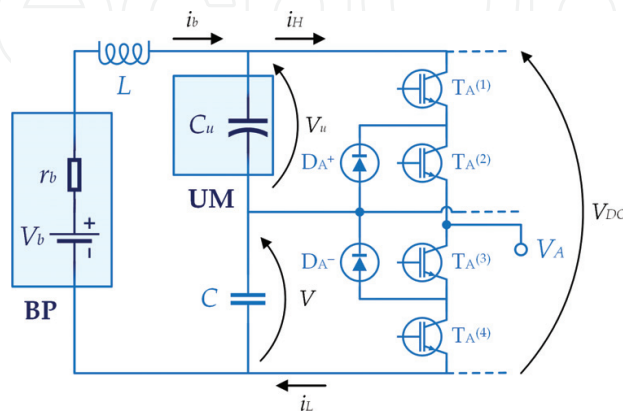 i_b
i_H
L
C_u
V_u
UM
r_b
V_b
+
-
BP
C
V
i_L
D_A+
D_A-
T_A(1)
T_A(2)
T_A(3)
T_A(4)
V_A
V_DC